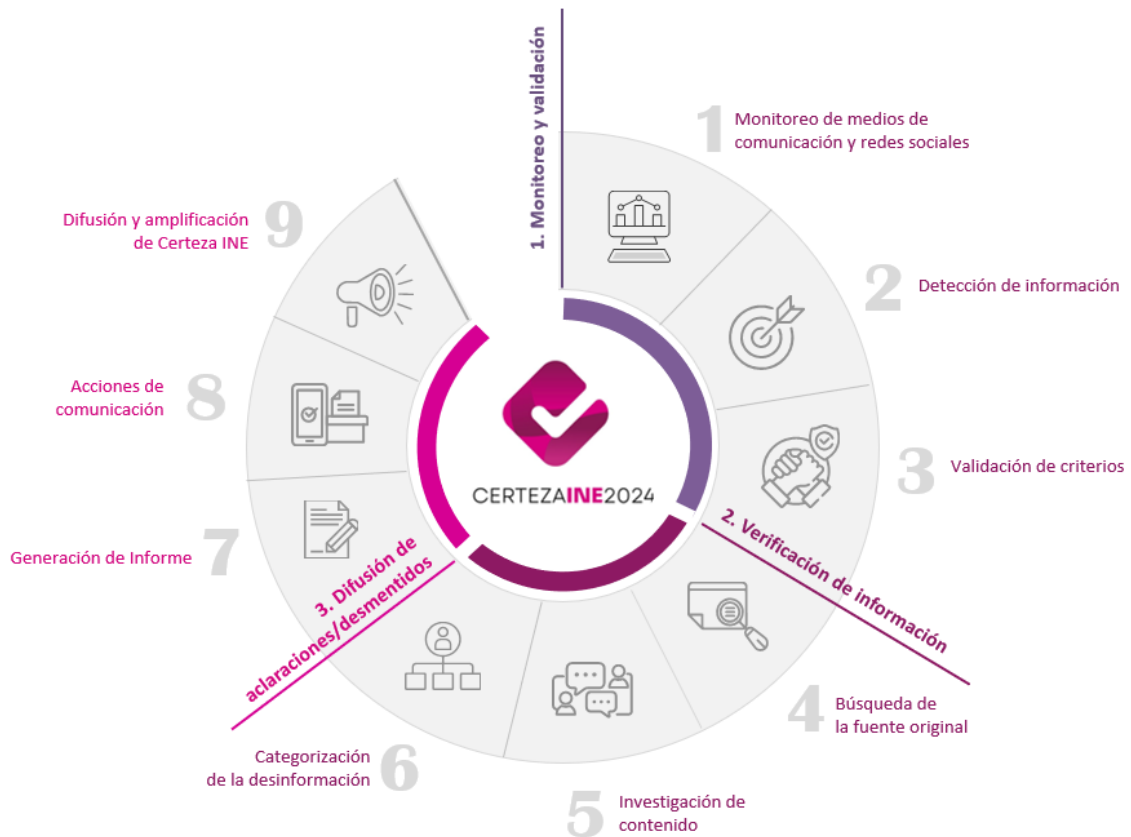 1. Monitoreo y validación
1
Monitoreo de medios de
comunicación y redes sociales
2
Detección de información
3
Validación de criterios
2. Verificación de información
4
Búsqueda de
la fuente original
5
Investigación de
contenido
6
Categorización
de la desinformación
3. Difusión de
aclaraciones/desmentidos
7
Generación de Informe
8
Acciones de
comunicación
9
Difusión y amplificación
de Certeza INE
CERTEZAINE2024